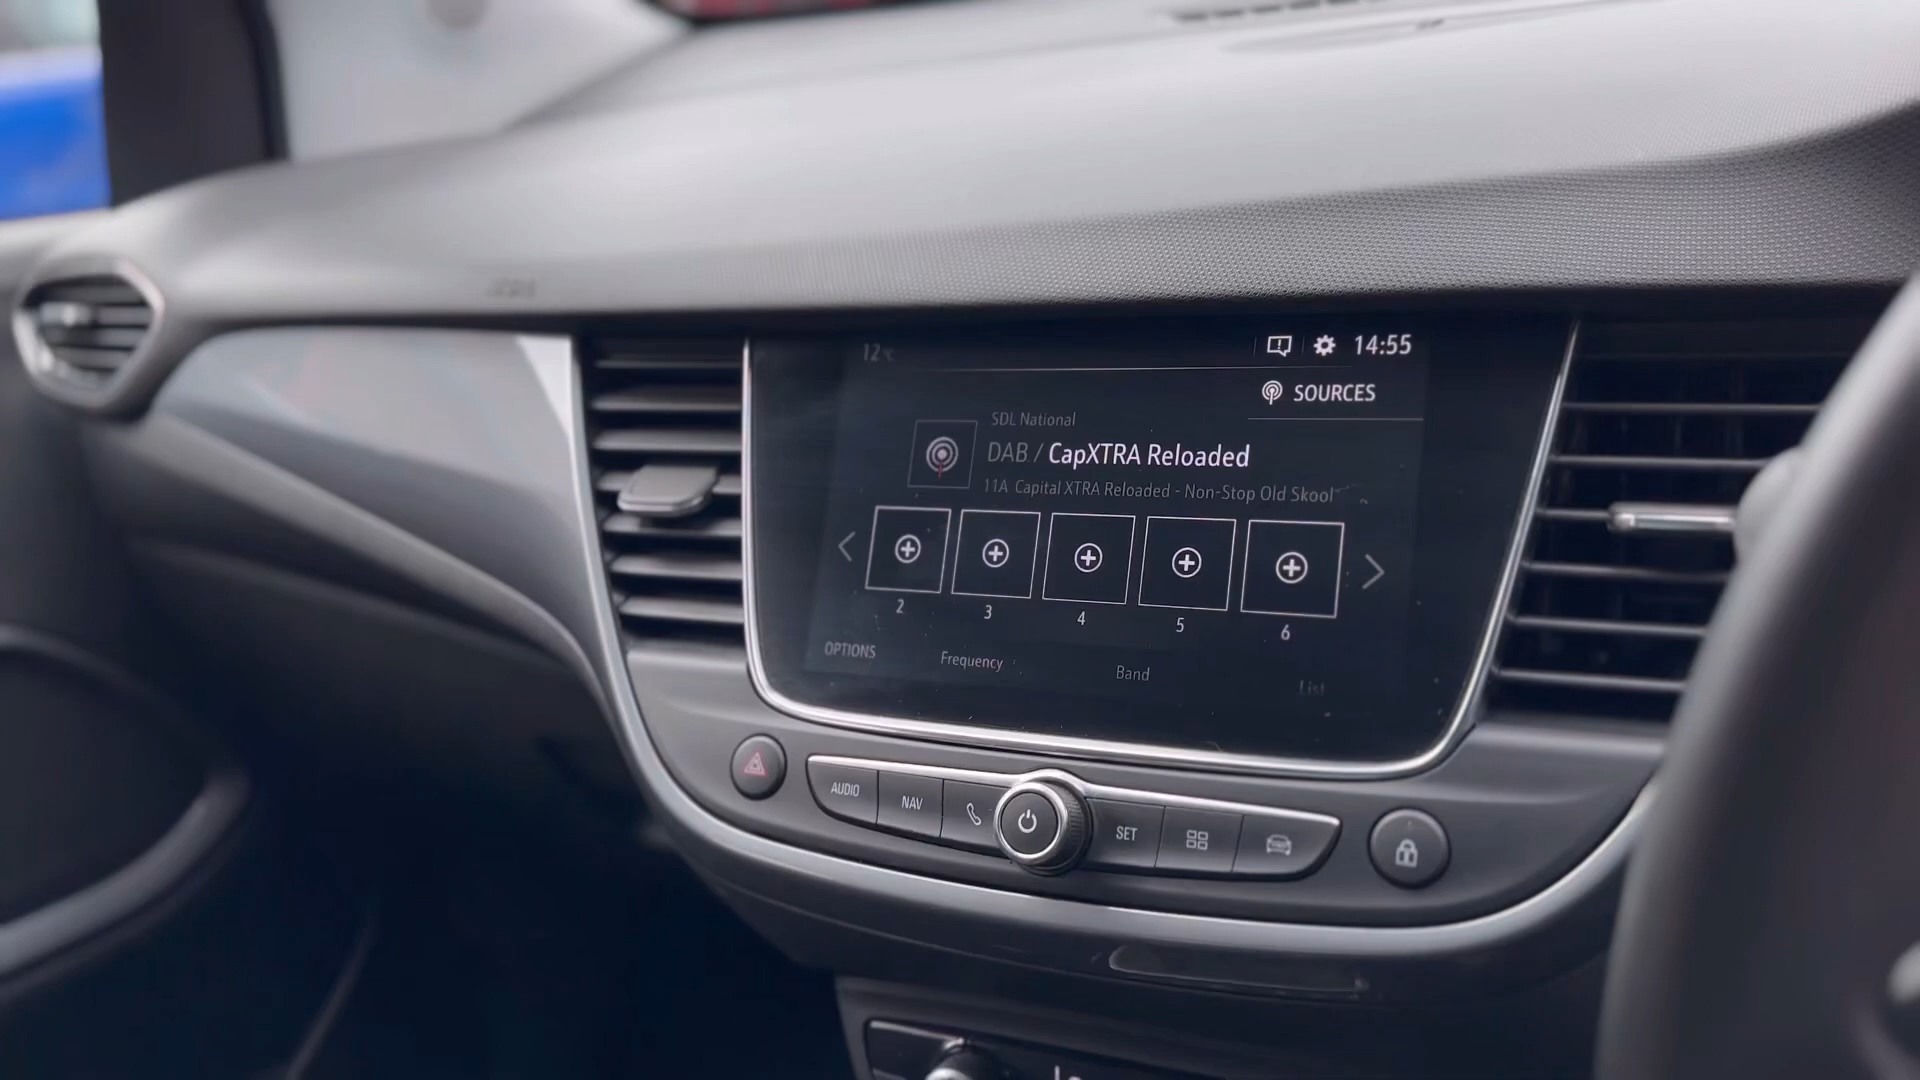 12°C
14:55
SOURCES
SDL National
DAB / CapXTRA Reloaded
11A Capital XTRA Reloaded - Non-Stop Old Skool
2 3 4 5 6
OPTIONS Frequency Band List
AUDIO NAV SET